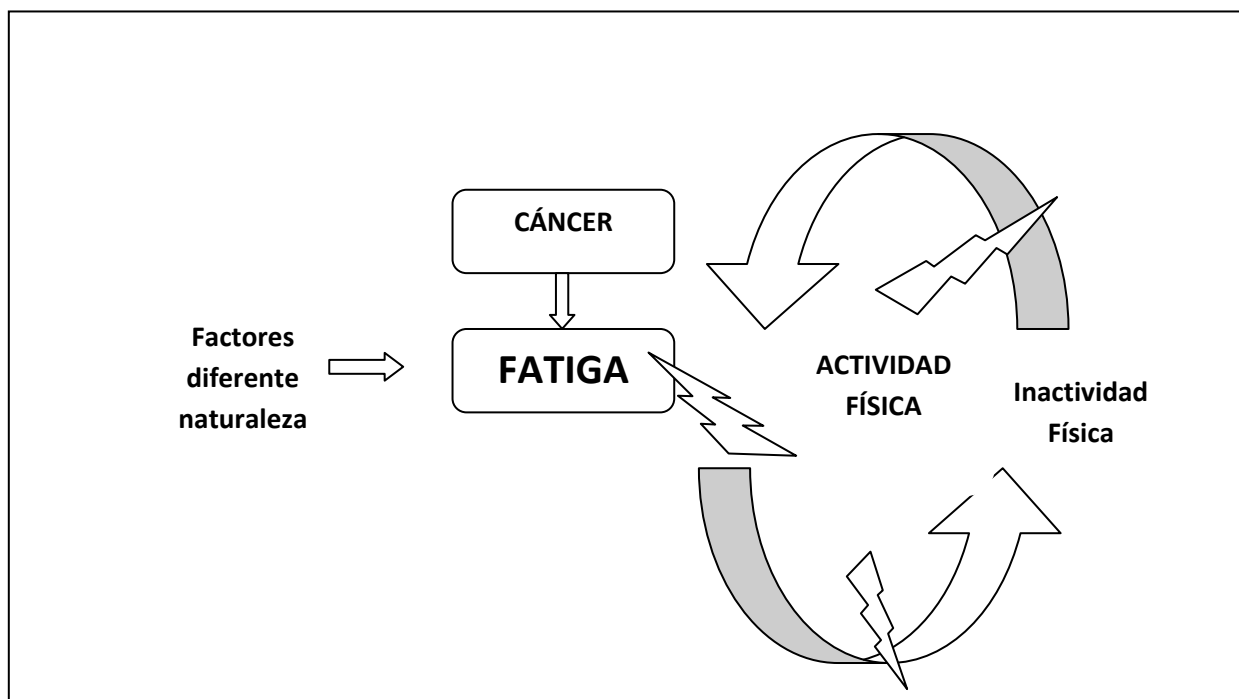 CÁNCER
Factores
diferente
naturaleza
FATIGA
ACTIVIDAD
FÍSICA
Inactividad
Física